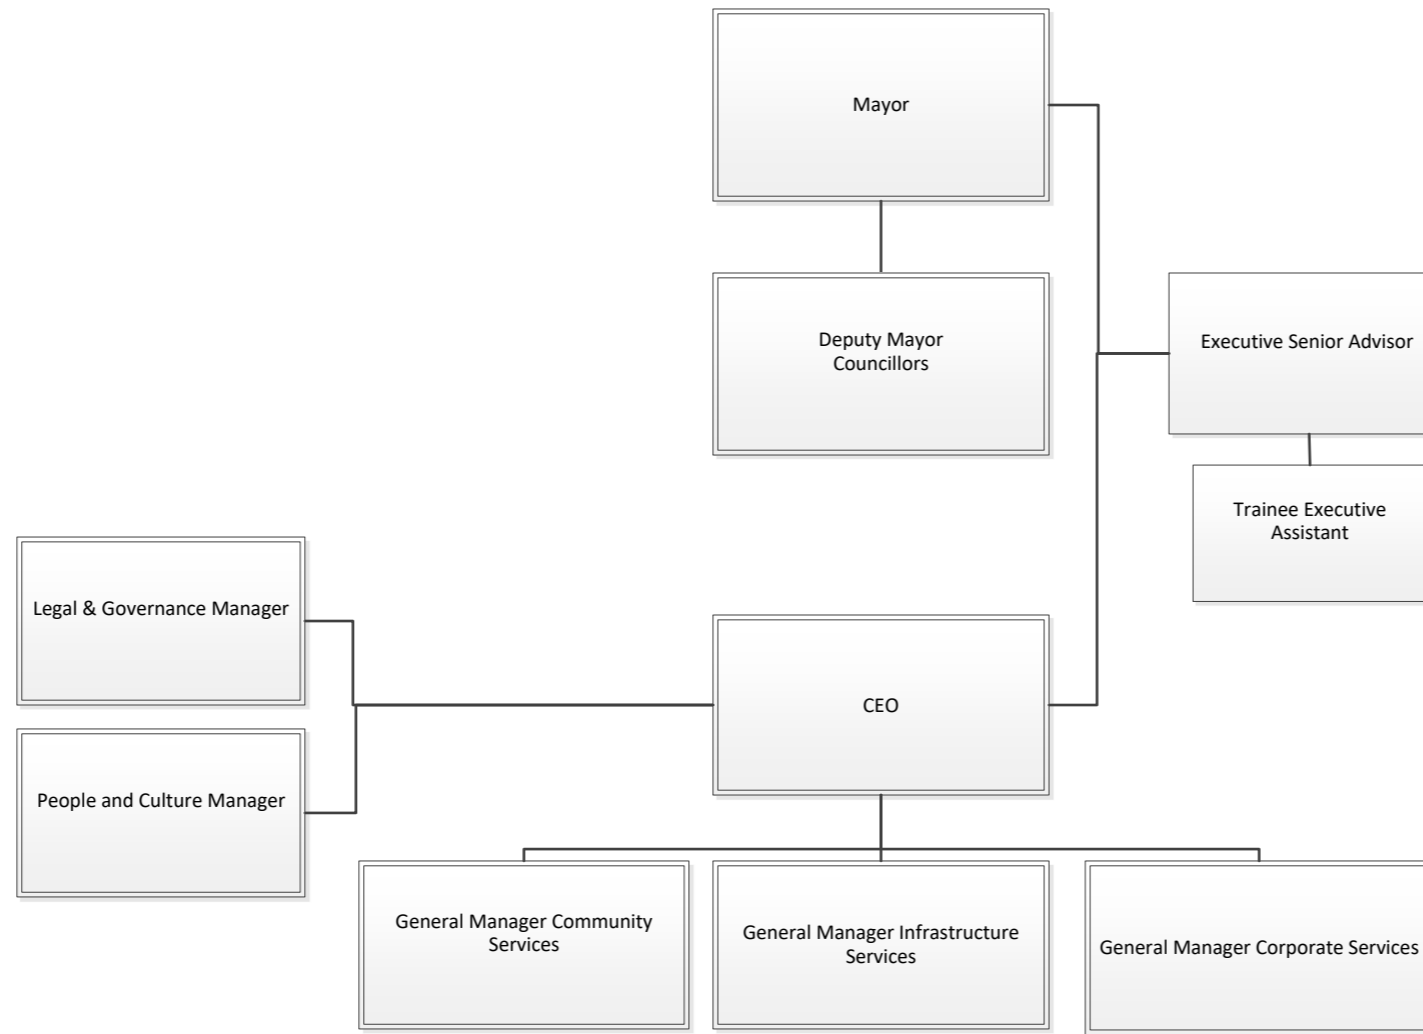 Mayor
Deputy Mayor
Councillors
Executive Senior Advisor
Trainee Executive
Assistant
Legal & Governance Manager
CEO
People and Culture Manager
General Manager Community
Services
General Manager Infrastructure
Services
General Manager Corporate Services